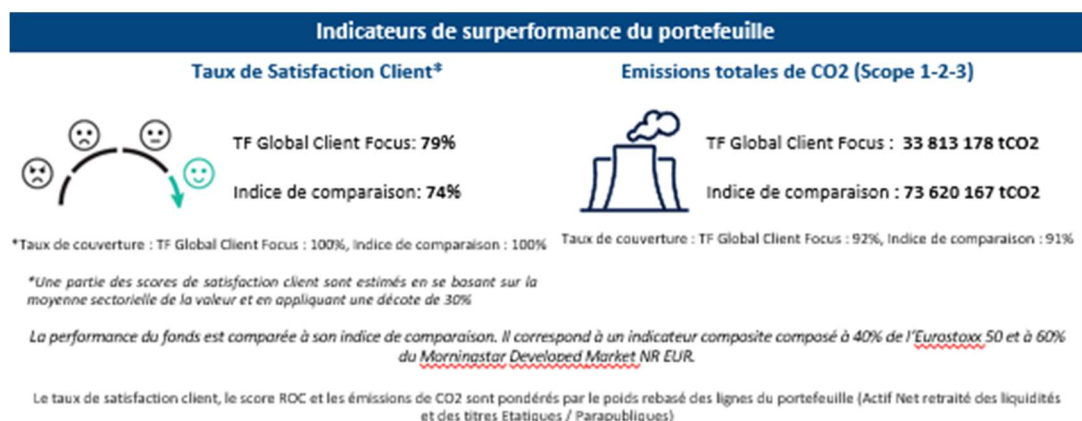 Indicateurs de surperformance du portefeuille
Taux de Satisfaction Client*
Emissions totales de CO2 (Scope 1-2-3)
TF Global Client Focus: 79%
Indice de comparaison: 74%
TF Global Client Focus : 33 813 178 tCO2
Indice de comparaison : 73 620 167 tCO2
*Taux de couverture : TF Global Client Focus : 100%, Indice de comparaison : 100%
Taux de couverture : TF Global Client Focus : 92%, Indice de comparaison : 91%
*Une partie des scores de satisfaction client sont estimés en se basant sur la
moyenne sectorielle de la valeur et en appliquant une décote de 30%
La performance du fonds est comparée à son indice de comparaison. Il correspond à un indicateur composite composé à 40% de l'Eurostoxx 50 et à 60%
du Morningstar Developed Market NR EUR.
Le taux de satisfaction client, le score ROC et les émissions de CO2 sont pondérés par le poids rebasé des lignes du portefeuille (Actif Net retraité des liquidités
et des titres Etatiques / Parapubliques)